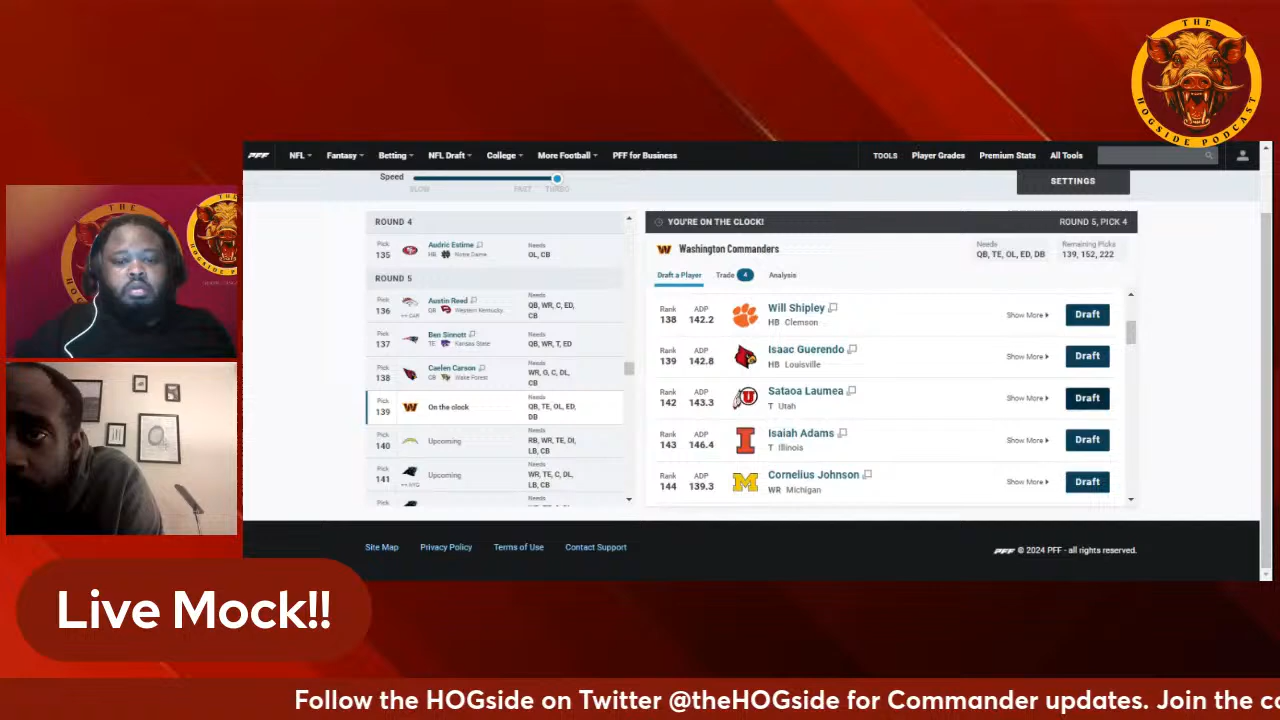 THE
HOGSIDE PODCAST
PFF NFL Fantasy Betting NFL Draft College More Football PFF for Business TOOLS Player Grades Premium Stats All Tools
Speed
SLOW FAST TURBO
SETTINGS
ROUND 4
Pick 135 Audric Estime HB Notre Dame Needs OL, CB
ROUND 5
Pick 136 Austin Reed QB Western Kentucky Needs QB, WR, C, ED, CB
Pick 137 Ben Sinnott TE Kansas State Needs QB, WR, T, ED
Pick 138 Caelen Carson CB Wake Forest Needs WR, G, C, DL, CB
Pick 139 On the clock Needs QB, TE, OL, ED, DB
Pick 140 Upcoming Needs RB, WR, TE, DI, LB, CB
Pick 141 Upcoming Needs WR, TE, C, DL, LB, CB
Pick Needs
YOU'RE ON THE CLOCK! ROUND 5, PICK 4
Washington Commanders
Needs QB, TE, OL, ED, DB
Remaining Picks 139, 152, 222
Draft a Player Trade 4 Analysis
Rank 138 ADP 142.2 Will Shipley HB Clemson Show More Draft
Rank 139 ADP 142.8 Isaac Guerendo HB Louisville Show More Draft
Rank 142 ADP 143.3 Sataoa Laumea T Utah Show More Draft
Rank 143 ADP 146.4 Isaiah Adams T Illinois Show More Draft
Rank 144 ADP 139.3 Cornelius Johnson WR Michigan Show More Draft
Site Map Privacy Policy Terms of Use Contact Support
PFF © 2024 PFF - all rights reserved.
Live Mock!!
Follow the HOGside on Twitter @theHOGside for Commander updates. Join the co